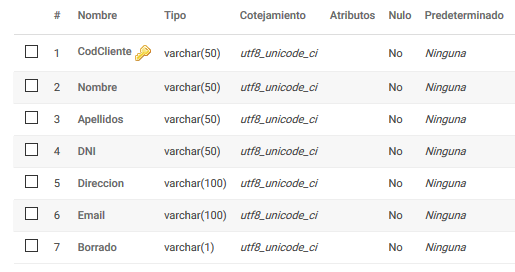 # Nombre Tipo Cotejamiento Atributos Nulo Predeterminado
1 CodCliente varchar(50) utf8_unicode_ci No Ninguna
2 Nombre varchar(50) utf8_unicode_ci No Ninguna
3 Apellidos varchar(50) utf8_unicode_ci No Ninguna
4 DNI varchar(50) utf8_unicode_ci No Ninguna
5 Direccion varchar(100) utf8_unicode_ci No Ninguna
6 Email varchar(100) utf8_unicode_ci No Ninguna
7 Borrado varchar(1) utf8_unicode_ci No Ninguna